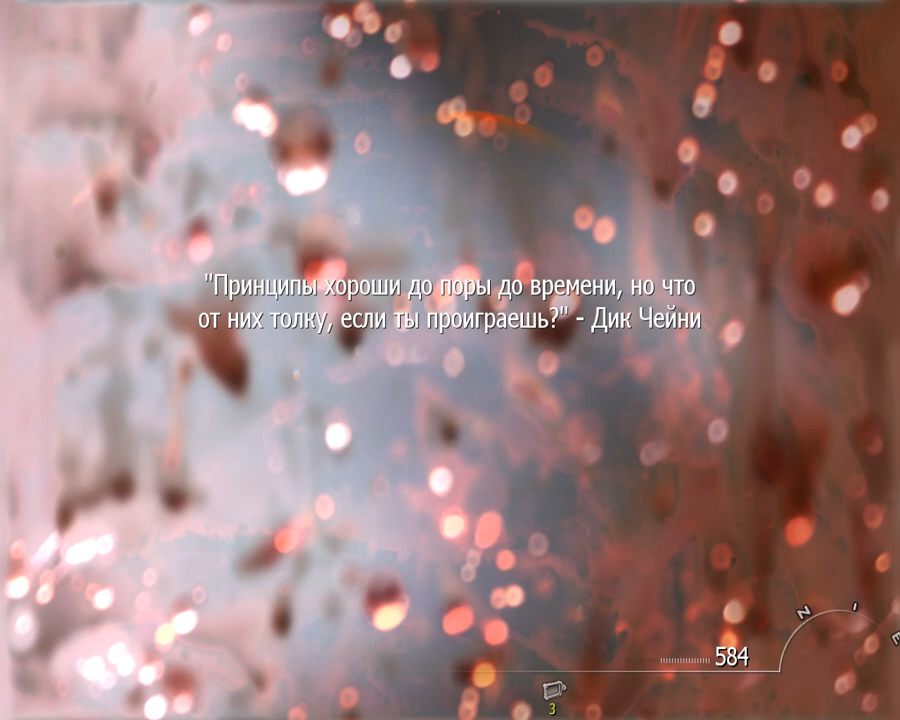 "Принципы хороши до поры до времени, но что
от них толку, если ты проиграешь?" - Дик Чейни
N
E
584
3